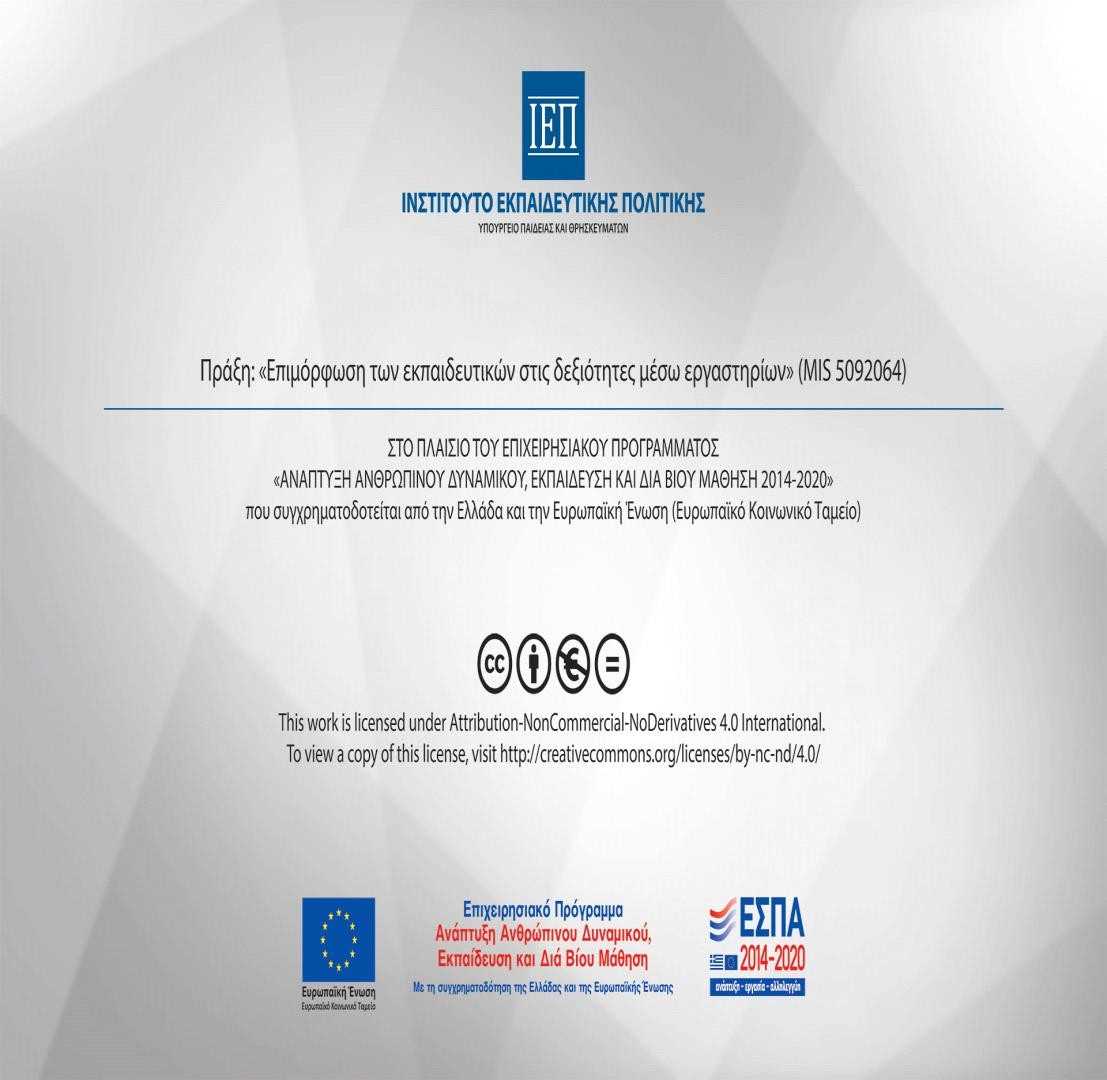 ΙΕΠ
ΙΝΣΤΙΤΟΥΤΟ ΕΚΠΑΙΔΕΥΤΙΚΗΣ ΠΟΛΙΤΙΚΗΣ
ΥΠΟΥΡΓΕΙΟ ΠΑΙΔΕΙΑΣ ΚΑΙ ΘΡΗΣΚΕΥΜΑΤΩΝ
Πράξη: «Επιμόρφωση των εκπαιδευτικών στις δεξιότητες μέσω εργαστηρίων» (MIS 5092064)
ΣΤΟ ΠΛΑΙΣΙΟ ΤΟΥ ΕΠΙΧΕΙΡΗΣΙΑΚΟΥ ΠΡΟΓΡΑΜΜΑΤΟΣ
«ΑΝΑΠΤΥΞΗ ΑΝΘΡΩΠΙΝΟΥ ΔΥΝΑΜΙΚΟΥ, ΕΚΠΑΙΔΕΥΣΗ ΚΑΙ ΔΙΑ ΒΙΟΥ ΜΑΘΗΣΗ 2014-2020»
που συγχρηματοδοτείται από την Ελλάδα και την Ευρωπαϊκή Ένωση (Ευρωπαϊκό Κοινωνικό Ταμείο)
cc € =
This work is licensed under Attribution-NonCommercial-NoDerivatives 4.0 International.
To view a copy of this license, visit http://creativecommons.org/licenses/by-nc-nd/4.0/
Ευρωπαϊκή Ένωση
Ευρωπαϊκό Κοινωνικό Ταμείο
Επιχειρησιακό Πρόγραμμα
Ανάπτυξη Ανθρώπινου Δυναμικού,
Εκπαίδευση και Διά Βίου Μάθηση
Με τη συγχρηματοδότηση της Ελλάδας και της Ευρωπαϊκής Ένωσης
ΕΣΠΑ
2014-2020
ανάπτυξη - εργασία - αλληλεγγύη